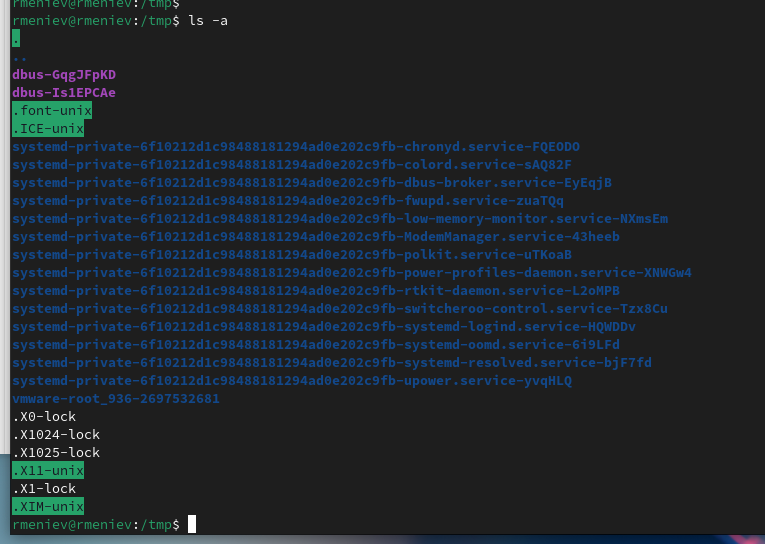 rmeniev@rmeniev:/tmp$
rmeniev@rmeniev:/tmp$ ls -a
.
..
dbus-GqgJFpKD
dbus-Is1EPCAe
.font-unix
.ICE-unix
systemd-private-6f10212d1c98488181294ad0e202c9fb-chronyd.service-FQEODO
systemd-private-6f10212d1c98488181294ad0e202c9fb-colord.service-sAQ82F
systemd-private-6f10212d1c98488181294ad0e202c9fb-dbus-broker.service-EyEqjB
systemd-private-6f10212d1c98488181294ad0e202c9fb-fwupd.service-zuaTQq
systemd-private-6f10212d1c98488181294ad0e202c9fb-low-memory-monitor.service-NXmsEm
systemd-private-6f10212d1c98488181294ad0e202c9fb-ModemManager.service-43heeb
systemd-private-6f10212d1c98488181294ad0e202c9fb-polkit.service-uTKoaB
systemd-private-6f10212d1c98488181294ad0e202c9fb-power-profiles-daemon.service-XNWGw4
systemd-private-6f10212d1c98488181294ad0e202c9fb-rtkit-daemon.service-L2oMPB
systemd-private-6f10212d1c98488181294ad0e202c9fb-switcheroo-control.service-Tzx8Cu
systemd-private-6f10212d1c98488181294ad0e202c9fb-systemd-logind.service-HQWDDv
systemd-private-6f10212d1c98488181294ad0e202c9fb-systemd-oomd.service-6i9LFd
systemd-private-6f10212d1c98488181294ad0e202c9fb-systemd-resolved.service-bjF7fd
systemd-private-6f10212d1c98488181294ad0e202c9fb-upower.service-yvqHLQ
vmware-root_936-2697532681
.X0-lock
.X1024-lock
.X1025-lock
.X11-unix
.X1-lock
.XIM-unix
rmeniev@rmeniev:/tmp$